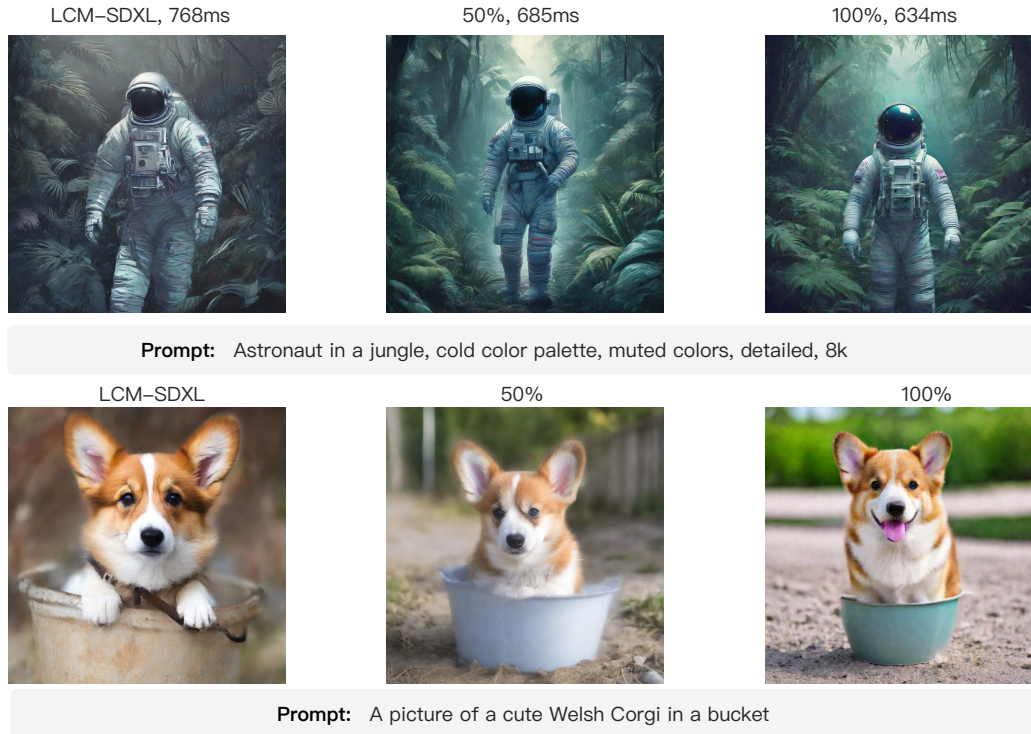 LCM-SDXL, 768ms 50%, 685ms 100%, 634ms
Prompt: Astronaut in a jungle, cold color palette, muted colors, detailed, 8k
LCM-SDXL 50% 100%
Prompt: A picture of a cute Welsh Corgi in a bucket